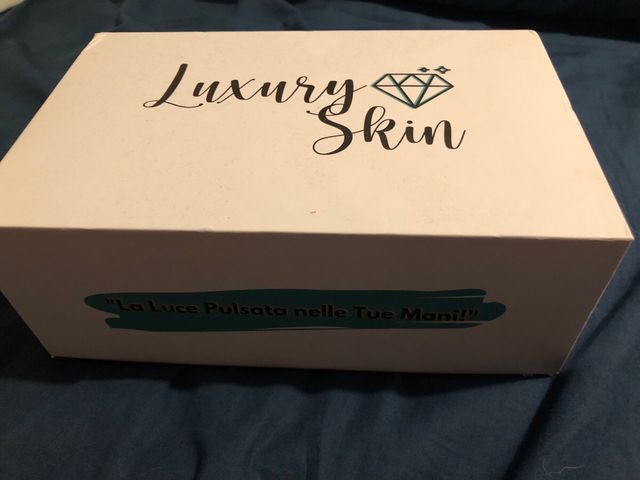 Luxury
Skin
"La Luce Pulsata nelle Tue Mani!"